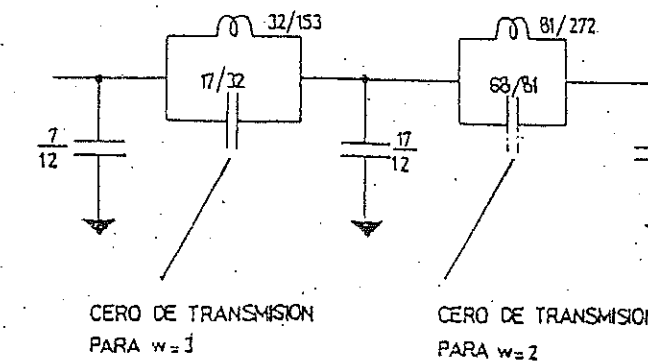 32/153
81/272
17/32
68/81
7
12
17
12
CERO DE TRANSMISION
PARA w=3
CERO DE TRANSMISION
PARA w=2